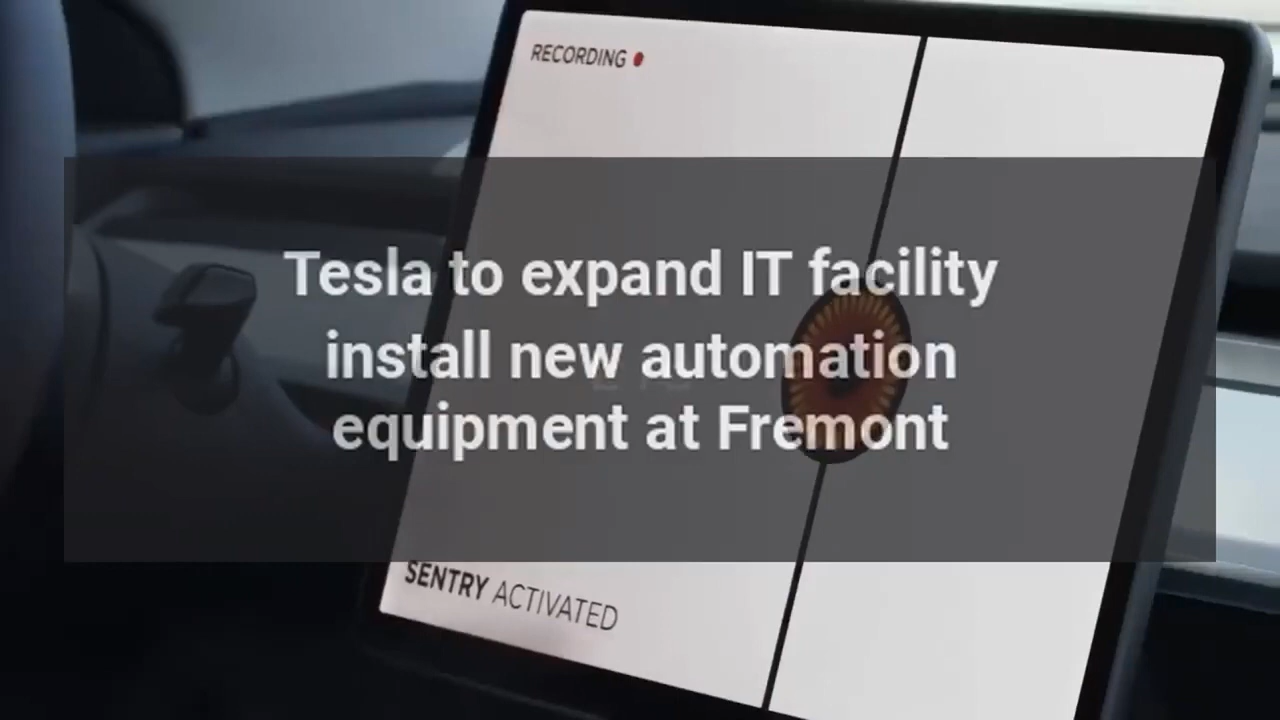 RECORDING
Tesla to expand IT facility
install new automation
equipment at Fremont
SENTRY ACTIVATED